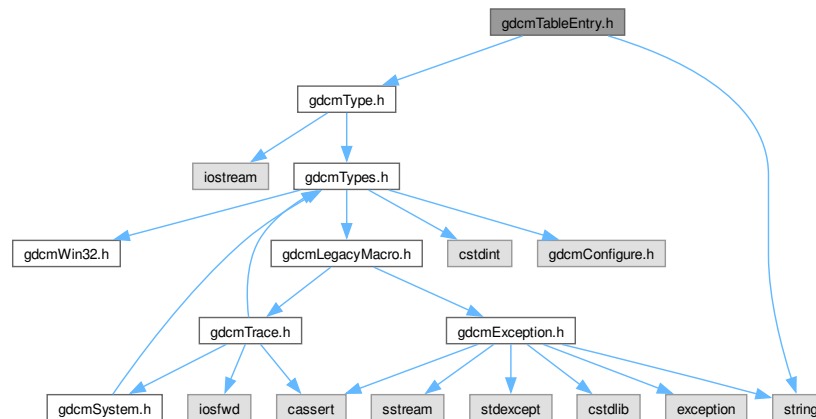 gdcmTableEntry.h
gdcmType.h
iostream
gdcmTypes.h
gdcmWin32.h
gdcmLegacyMacro.h
cstdint
gdcmConfigure.h
gdcmTrace.h
gdcmException.h
gdcmSystem.h
iosfwd
cassert
sstream
stdexcept
cstdlib
exception
string